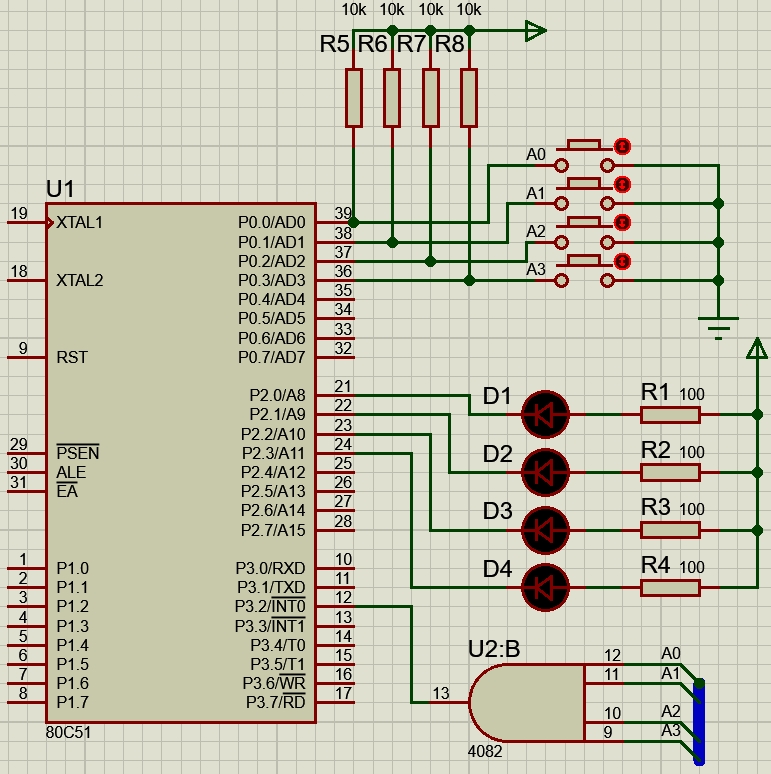 10k 10k 10k 10k
R5 R6 R7 R8
A0
A1
A2
A3
U1
19 XTAL1 P0.0/AD0 39
P0.1/AD1 38
P0.2/AD2 37
18 XTAL2 P0.3/AD3 36
P0.4/AD4 35
P0.5/AD5 34
P0.6/AD6 33
9 RST P0.7/AD7 32
P2.0/A8 21
P2.1/A9 22
P2.2/A10 23
29 PSEN P2.3/A11 24
30 ALE P2.4/A12 25
31 EA P2.5/A13 26
P2.6/A14 27
P2.7/A15 28
1 P1.0 P3.0/RXD 10
2 P1.1 P3.1/TXD 11
3 P1.2 P3.2/INT0 12
4 P1.3 P3.3/INT1 13
5 P1.4 P3.4/T0 14
6 P1.5 P3.5/T1 15
7 P1.6 P3.6/WR 16
8 P1.7 P3.7/RD 17
80C51
D1 R1 100
D2 R2 100
D3 R3 100
D4 R4 100
U2:B
12 A0
11 A1
13
10 A2
9 A3
4082